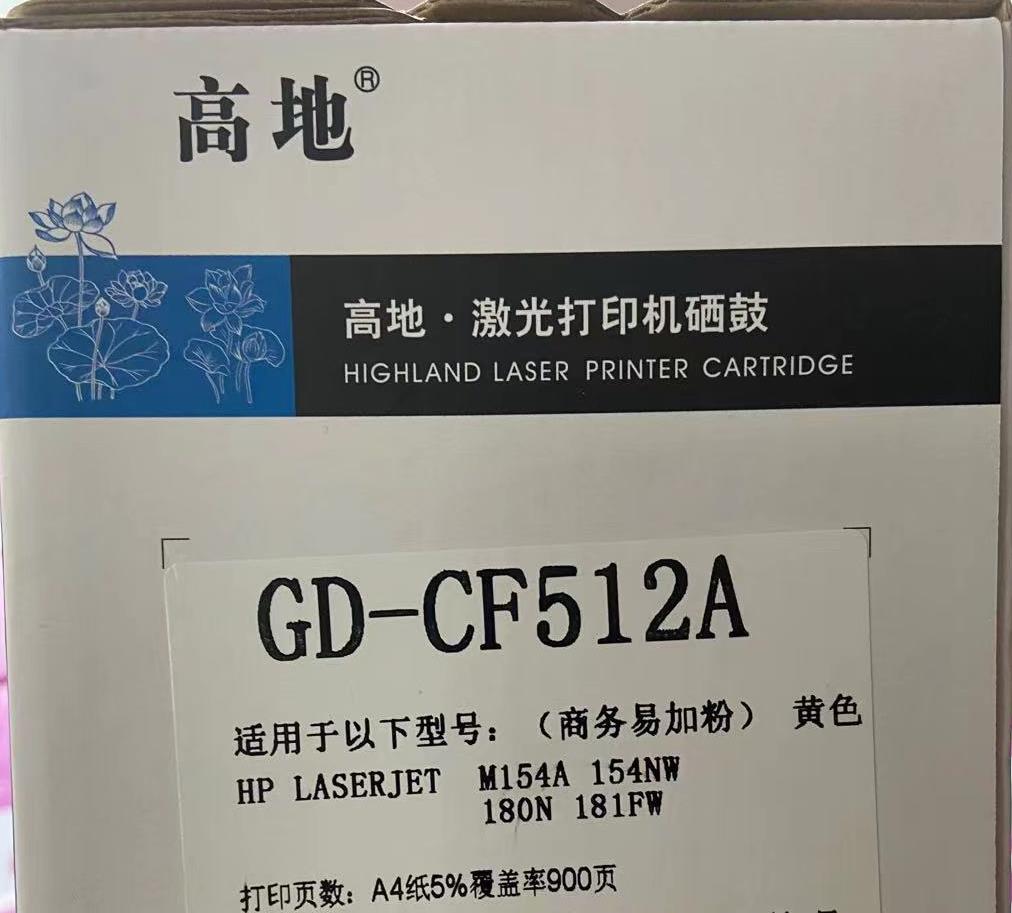 高地®
高地·激光打印机硒鼓
HIGHLAND LASER PRINTER CARTRIDGE
GD-CF512A
适用于以下型号：（商务易加粉） 黄色
HP LASERJET M154A 154NW
180N 181FW
打印页数：A4纸5%覆盖率900页